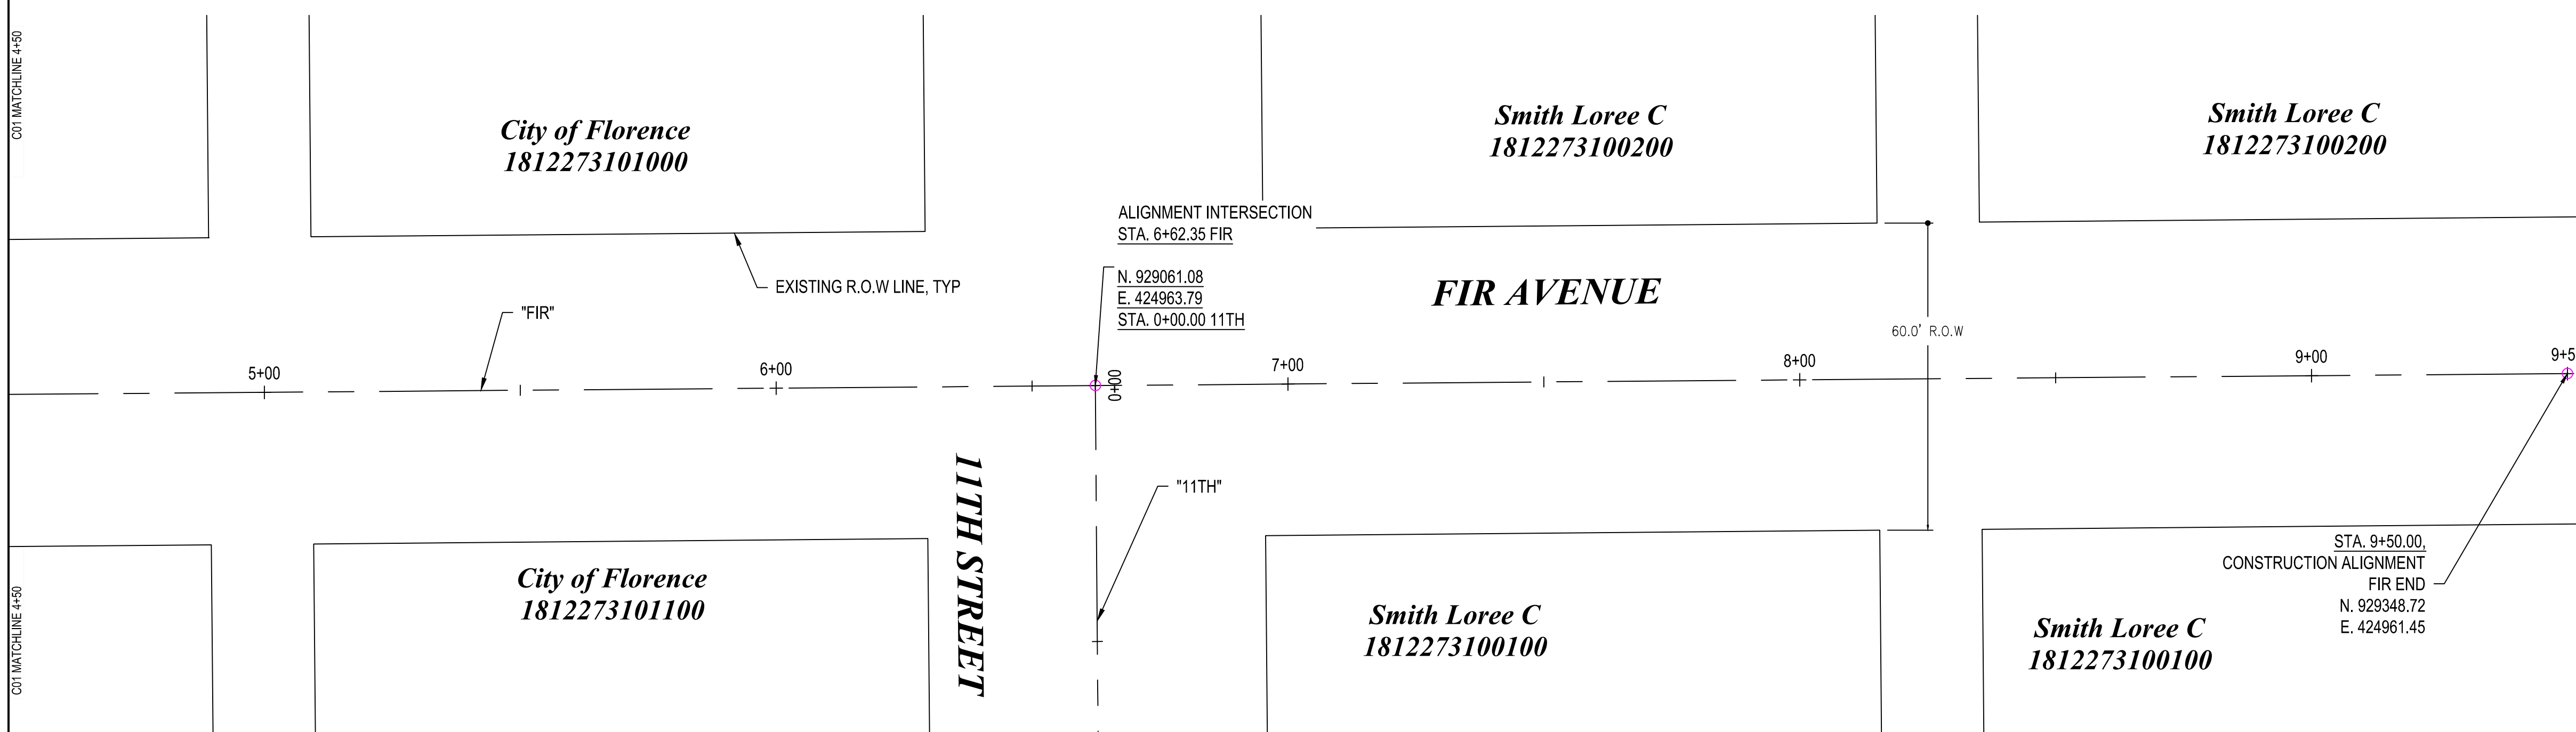 C01 MATCHLINE 4+50
City of Florence
1812273101000
Smith Loree C
1812273100200
Smith Loree C
1812273100200
ALIGNMENT INTERSECTION
STA. 6+62.35 FIR
N. 929061.08
E. 424963.79
STA. 0+00.00 11TH
EXISTING R.O.W LINE, TYP
"FIR"
FIR AVENUE
60.0' R.O.W
5+00
6+00
0+00
7+00
8+00
9+00
9+5
11TH STREET
"11TH"
C01 MATCHLINE 4+50
City of Florence
1812273101100
Smith Loree C
1812273100100
Smith Loree C
1812273100100
STA. 9+50.00,
CONSTRUCTION ALIGNMENT
FIR END
N. 929348.72
E. 424961.45